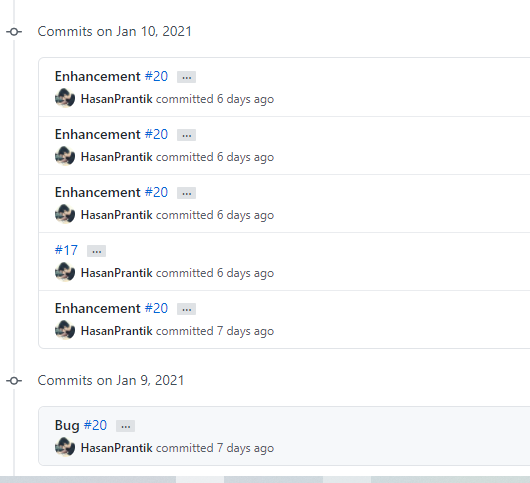 Commits on Jan 10, 2021
Enhancement #20 ...
HasanPrantik committed 6 days ago
Enhancement #20 ...
HasanPrantik committed 6 days ago
Enhancement #20 ...
HasanPrantik committed 6 days ago
#17 ...
HasanPrantik committed 6 days ago
Enhancement #20 ...
HasanPrantik committed 7 days ago
Commits on Jan 9, 2021
Bug #20 ...
HasanPrantik committed 7 days ago